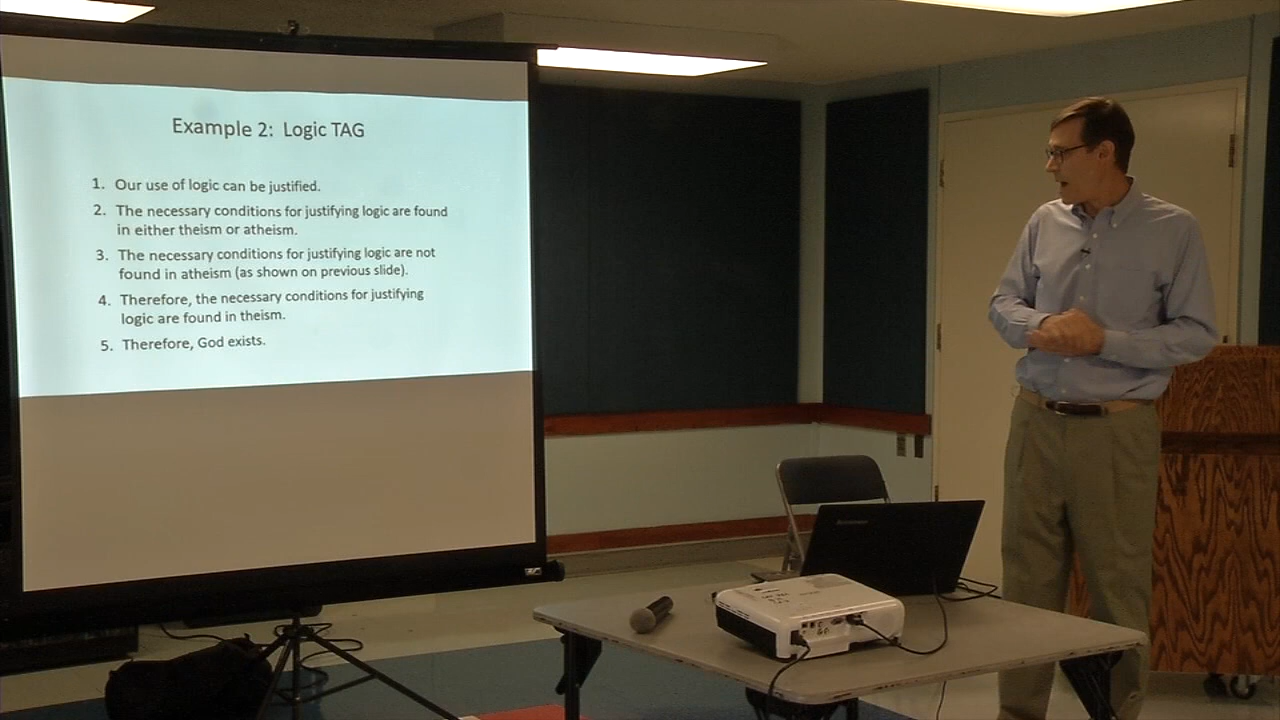 Example 2: Logic TAG
1. Our use of logic can be justified.
2. The necessary conditions for justifying logic are found
in either theism or atheism.
3. The necessary conditions for justifying logic are not
found in atheism (as shown on previous slide).
4. Therefore, the necessary conditions for justifying
logic are found in theism.
5. Therefore, God exists.